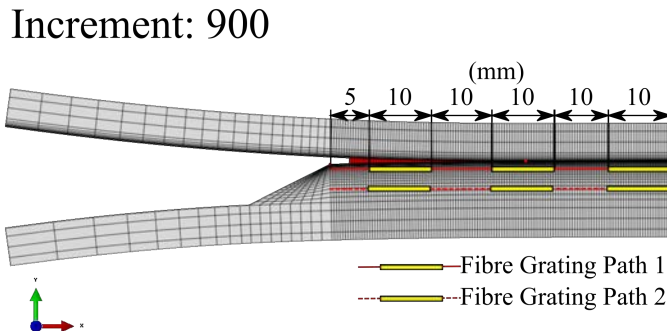 Increment: 900
(mm)
5 10 10 10 10 10
Fibre Grating Path 1
Fibre Grating Path 2
Y
X